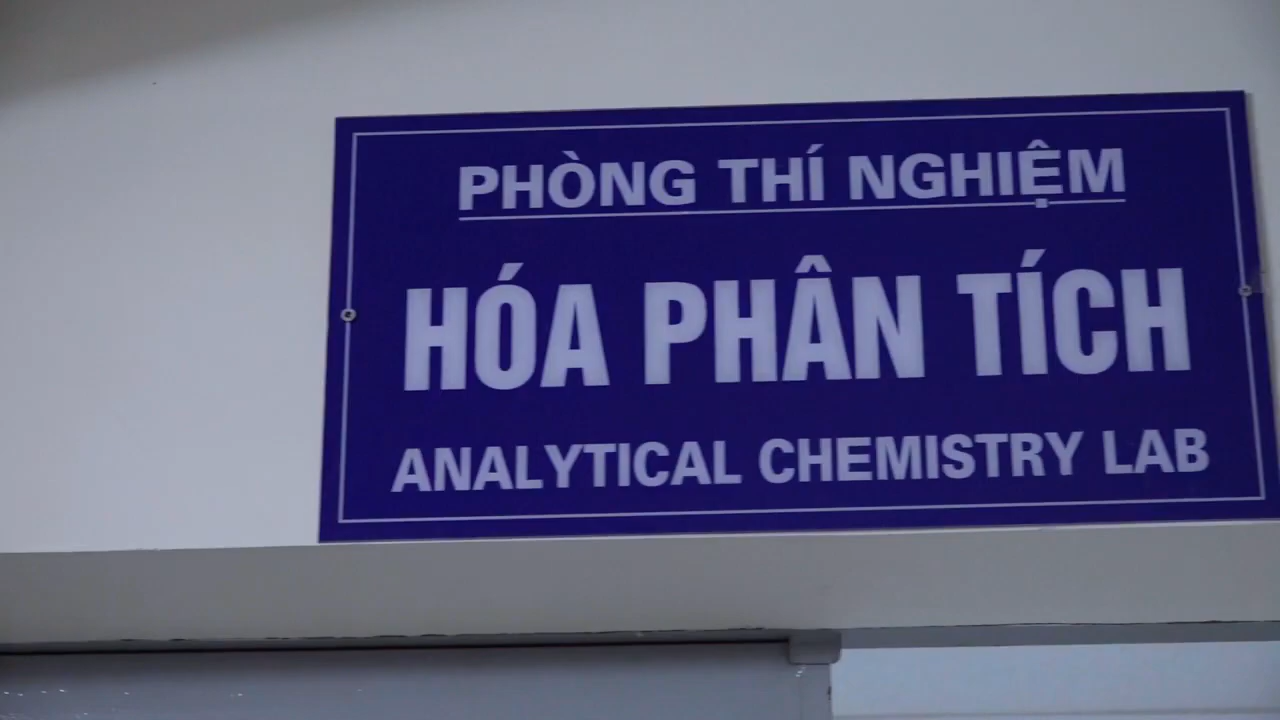 PHÒNG THÍ NGHIỆM
HÓA PHÂN TÍCH
ANALYTICAL CHEMISTRY LAB